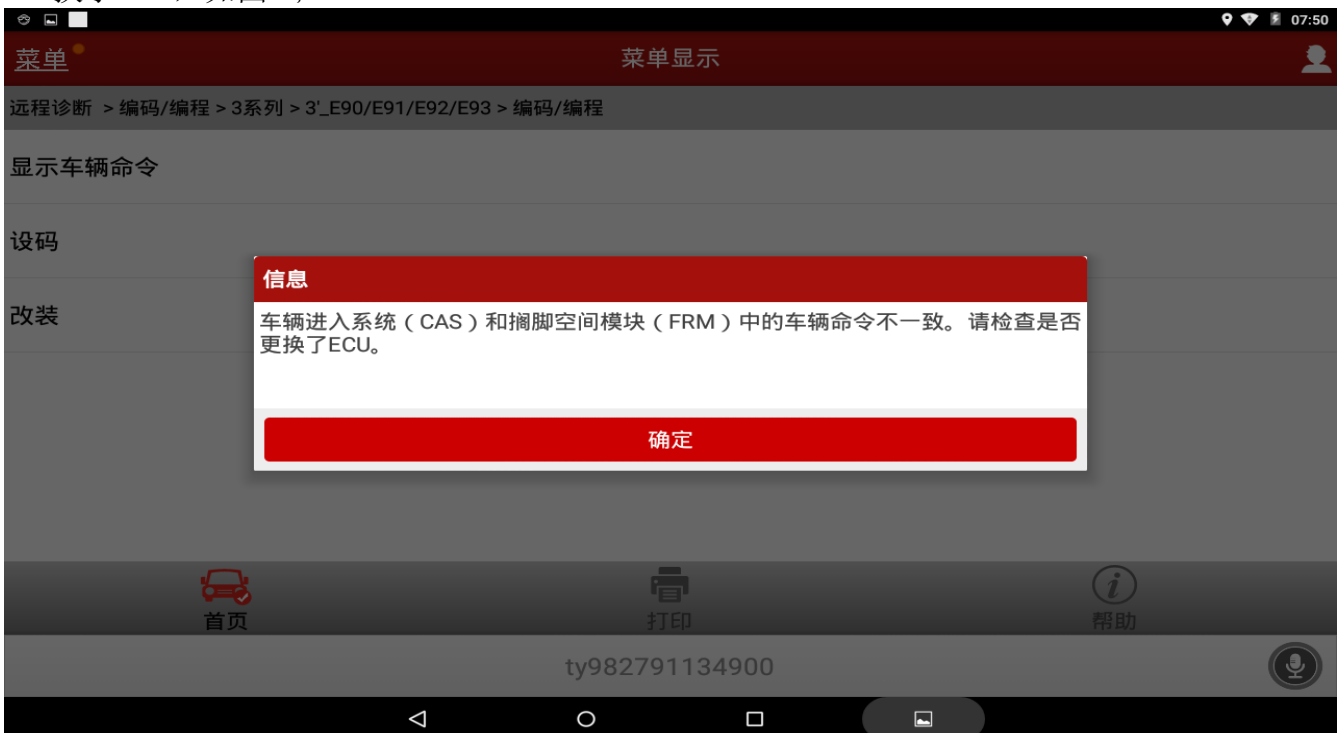 07:50
菜单
菜单显示
远程诊断 > 编码/编程 > 3系列 > 3'_E90/E91/E92/E93 > 编码/编程
显示车辆命令
设码
信息
改装
车辆进入系统（CAS）和搁脚空间模块（FRM）中的车辆命令不一致。请检查是否
更换了ECU。
确定
首页
打印
帮助
ty982791134900